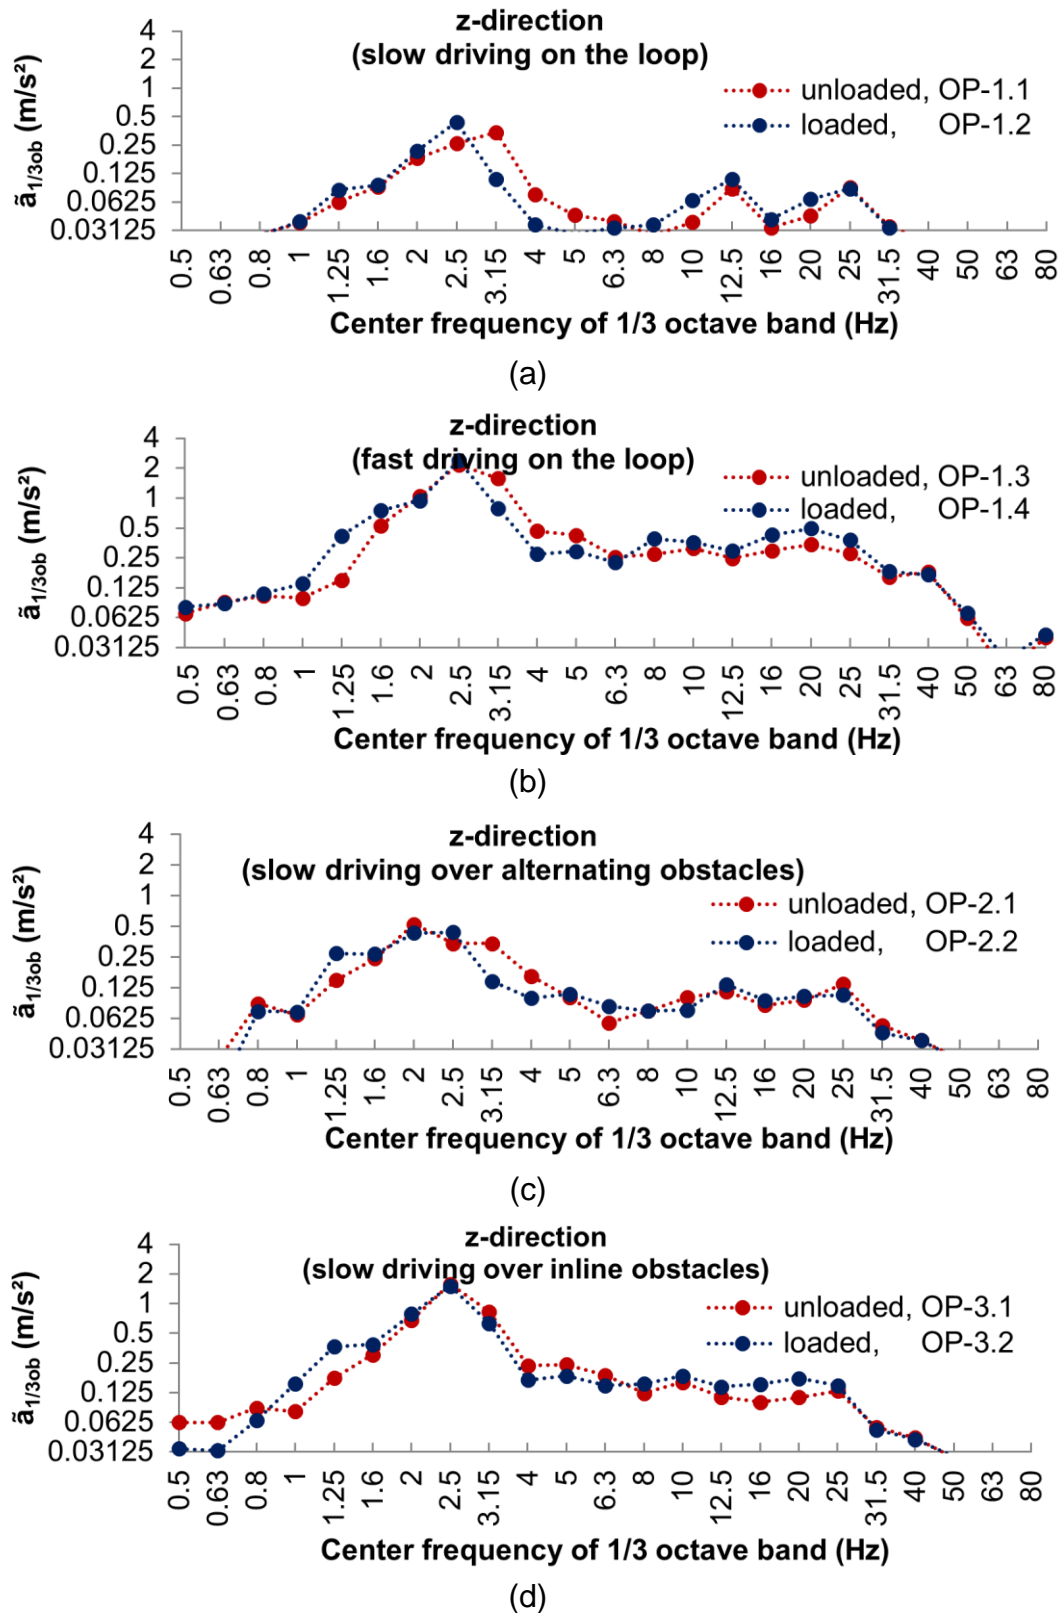 z-direction
(slow driving on the loop)
4
2
1
0.5
0.25
0.125
0.0625
0.03125
ã1/3ob (m/s²)
unloaded, OP-1.1
loaded, OP-1.2
0.5 0.63 0.8 1 1.25 1.6 2 2.5 3.15 4 5 6.3 8 10 12.5 16 20 25 31.5 40 50 63 80
Center frequency of 1/3 octave band (Hz)
(a)
z-direction
(fast driving on the loop)
4
2
1
0.5
0.25
0.125
0.0625
0.03125
ã1/3ob (m/s²)
unloaded, OP-1.3
loaded, OP-1.4
0.5 0.63 0.8 1 1.25 1.6 2 2.5 3.15 4 5 6.3 8 10 12.5 16 20 25 31.5 40 50 63 80
Center frequency of 1/3 octave band (Hz)
(b)
z-direction
(slow driving over alternating obstacles)
4
2
1
0.5
0.25
0.125
0.0625
0.03125
ã1/3ob (m/s²)
unloaded, OP-2.1
loaded, OP-2.2
0.5 0.63 0.8 1 1.25 1.6 2 2.5 3.15 4 5 6.3 8 10 12.5 16 20 25 31.5 40 50 63 80
Center frequency of 1/3 octave band (Hz)
(c)
z-direction
(slow driving over inline obstacles)
4
2
1
0.5
0.25
0.125
0.0625
0.03125
ã1/3ob (m/s²)
unloaded, OP-3.1
loaded, OP-3.2
0.5 0.63 0.8 1 1.25 1.6 2 2.5 3.15 4 5 6.3 8 10 12.5 16 20 25 31.5 40 50 63 80
Center frequency of 1/3 octave band (Hz)
(d)